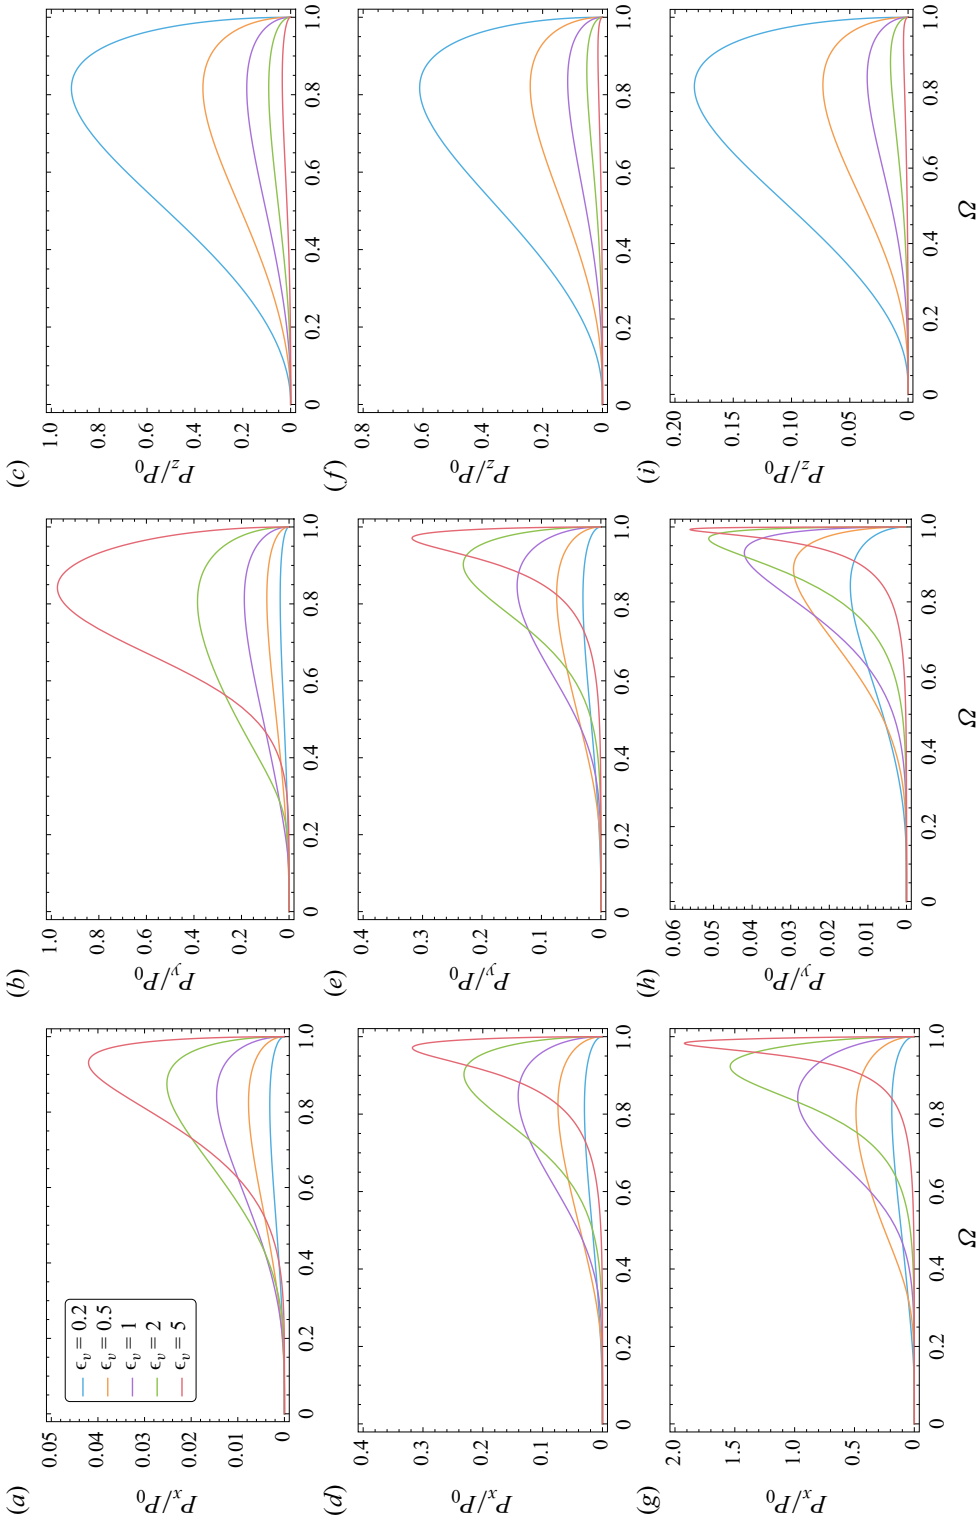 (a)
0.05
0.04
0.03
0.02
0.01
0
P_x/P_0
ϵ_v = 0.2
ϵ_v = 0.5
ϵ_v = 1
ϵ_v = 2
ϵ_v = 5
0 0.2 0.4 0.6 0.8 1.0
(b)
1.0
0.8
0.6
0.4
0.2
0
P_y/P_0
0 0.2 0.4 0.6 0.8 1.0
(c)
1.0
0.8
0.6
0.4
0.2
0
P_z/P_0
0 0.2 0.4 0.6 0.8 1.0
(d)
0.4
0.3
0.2
0.1
0
P_x/P_0
0 0.2 0.4 0.6 0.8 1.0
(e)
0.4
0.3
0.2
0.1
0
P_y/P_0
0 0.2 0.4 0.6 0.8 1.0
(f)
0.8
0.6
0.4
0.2
0
P_z/P_0
0 0.2 0.4 0.6 0.8 1.0
(g)
2.0
1.5
1.0
0.5
0
P_x/P_0
0 0.2 0.4 0.6 0.8 1.0
Ω
(h)
0.06
0.05
0.04
0.03
0.02
0.01
0
P_y/P_0
0 0.2 0.4 0.6 0.8 1.0
Ω
(i)
0.20
0.15
0.10
0.05
0
P_z/P_0
0 0.2 0.4 0.6 0.8 1.0
Ω